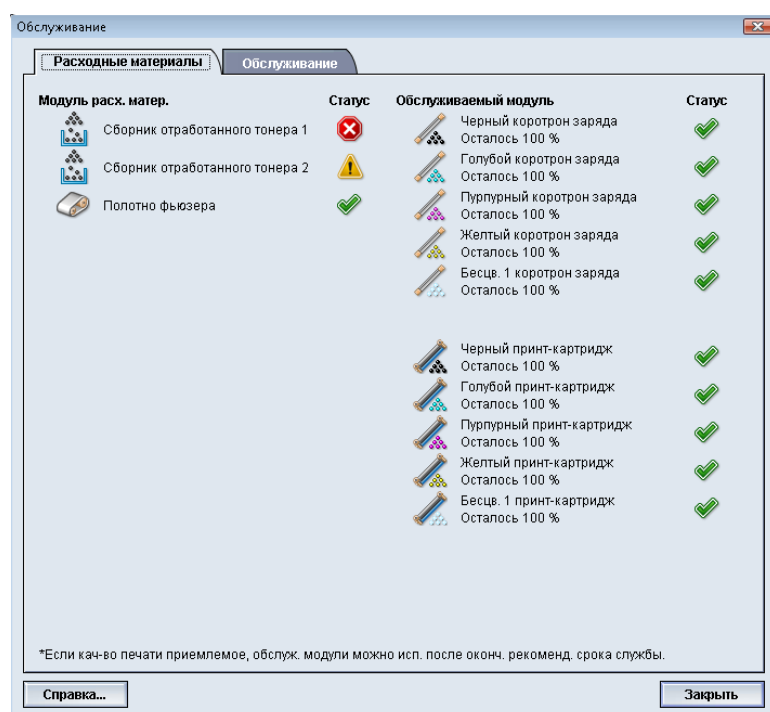 Обслуживание
Расходные материалы
Обслуживание
Модуль расх. матер.
Статус
Сборник отработанного тонера 1
Сборник отработанного тонера 2
Полотно фьюзера
Обслуживаемый модуль
Статус
Черный коротрон заряда
Осталось 100 %
Голубой коротрон заряда
Осталось 100 %
Пурпурный коротрон заряда
Осталось 100 %
Желтый коротрон заряда
Осталось 100 %
Бесцв. 1 коротрон заряда
Осталось 100 %
Черный принт-картридж
Осталось 100 %
Голубой принт-картридж
Осталось 100 %
Пурпурный принт-картридж
Осталось 100 %
Желтый принт-картридж
Осталось 100 %
Бесцв. 1 принт-картридж
Осталось 100 %
*Если кач-во печати приемлемое, обслуж. модули можно исп. после оконч. рекоменд. срока службы.
Справка...
Закрыть